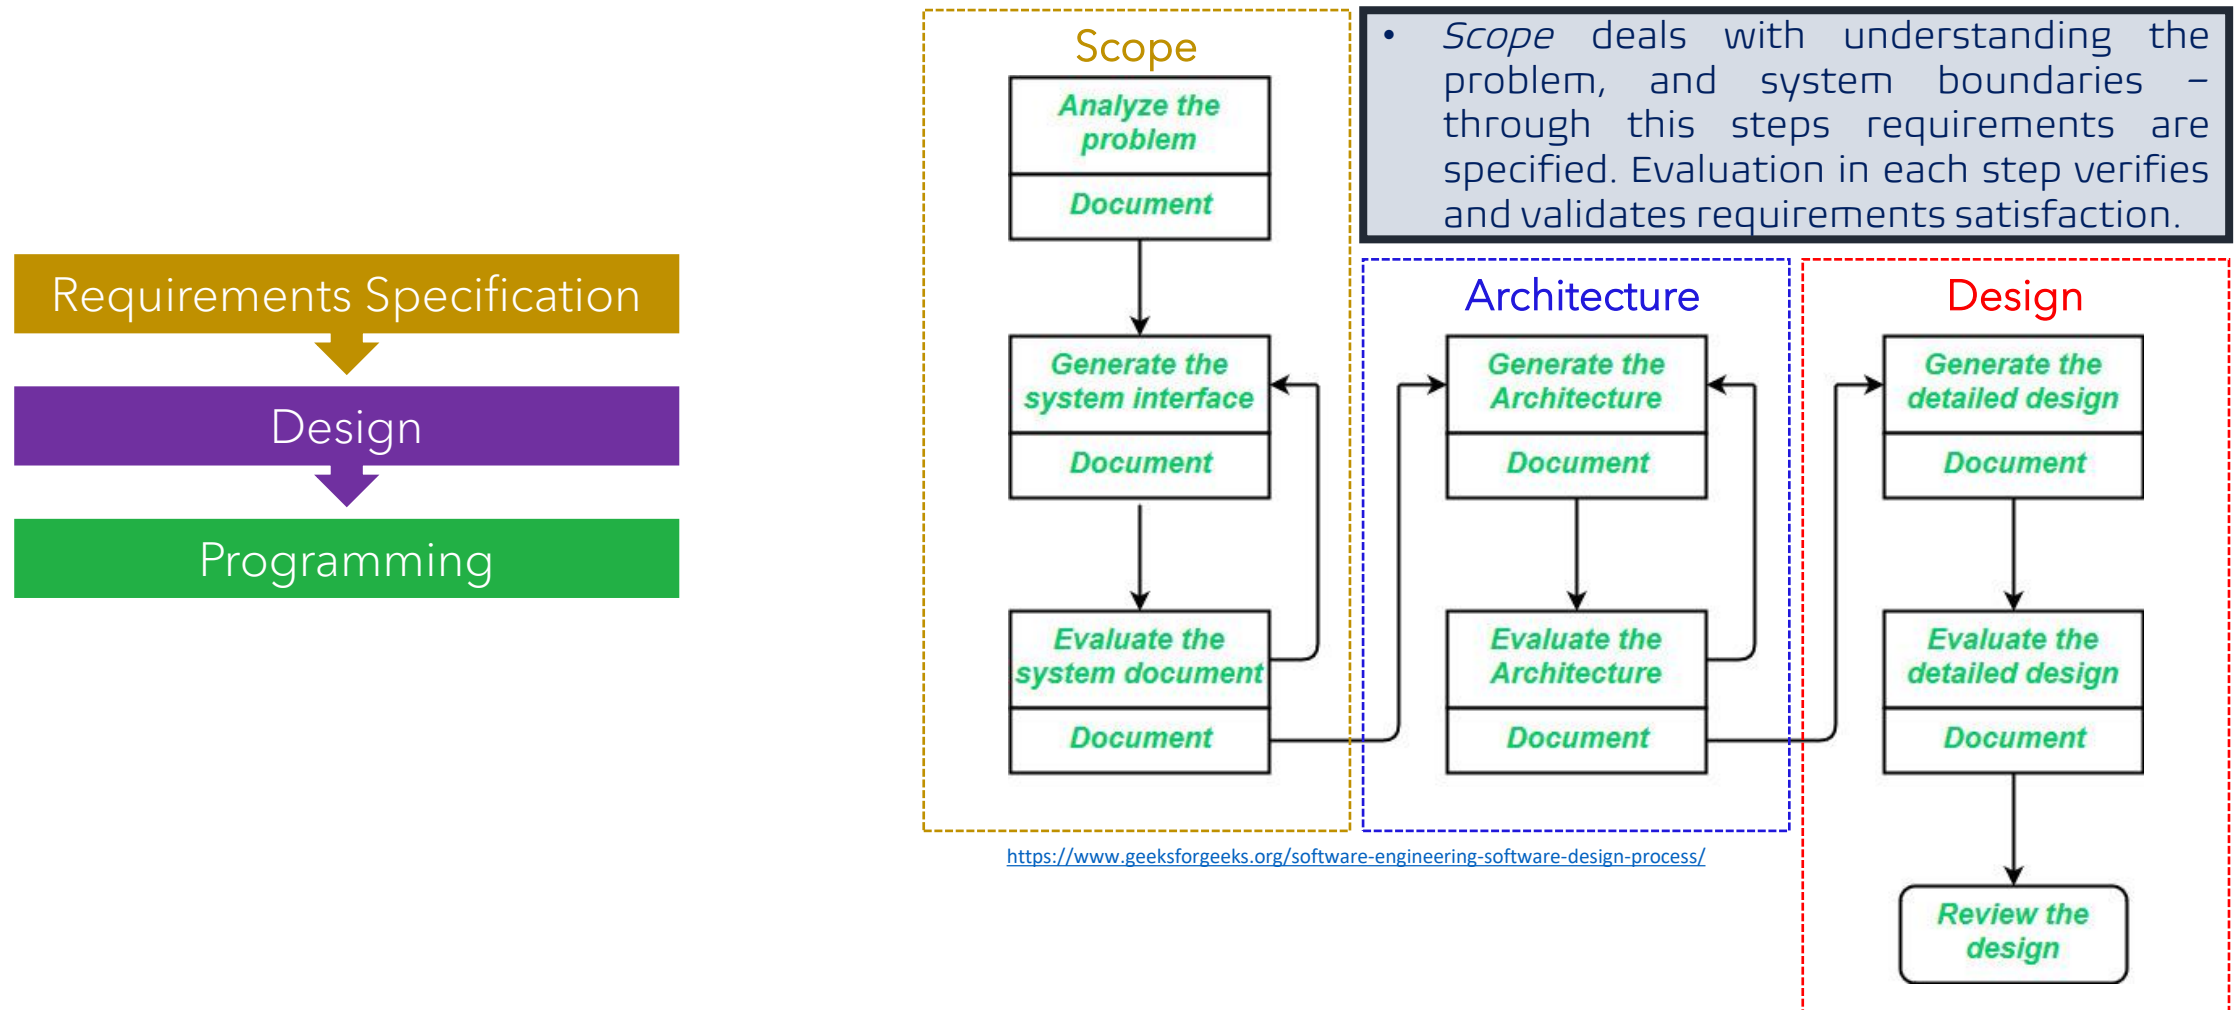 Requirements Specification
Design
Programming
Scope
Analyze the
problem
Document
Generate the
system interface
Document
Evaluate the
system document
Document
• Scope deals with understanding the
problem, and system boundaries –
through this steps requirements are
specified. Evaluation in each step verifies
and validates requirements satisfaction.
Architecture
Generate the
Architecture
Document
Evaluate the
Architecture
Document
Design
Generate the
detailed design
Document
Evaluate the
detailed design
Document
Review the
design
https://www.geeksforgeeks.org/software-engineering-software-design-process/